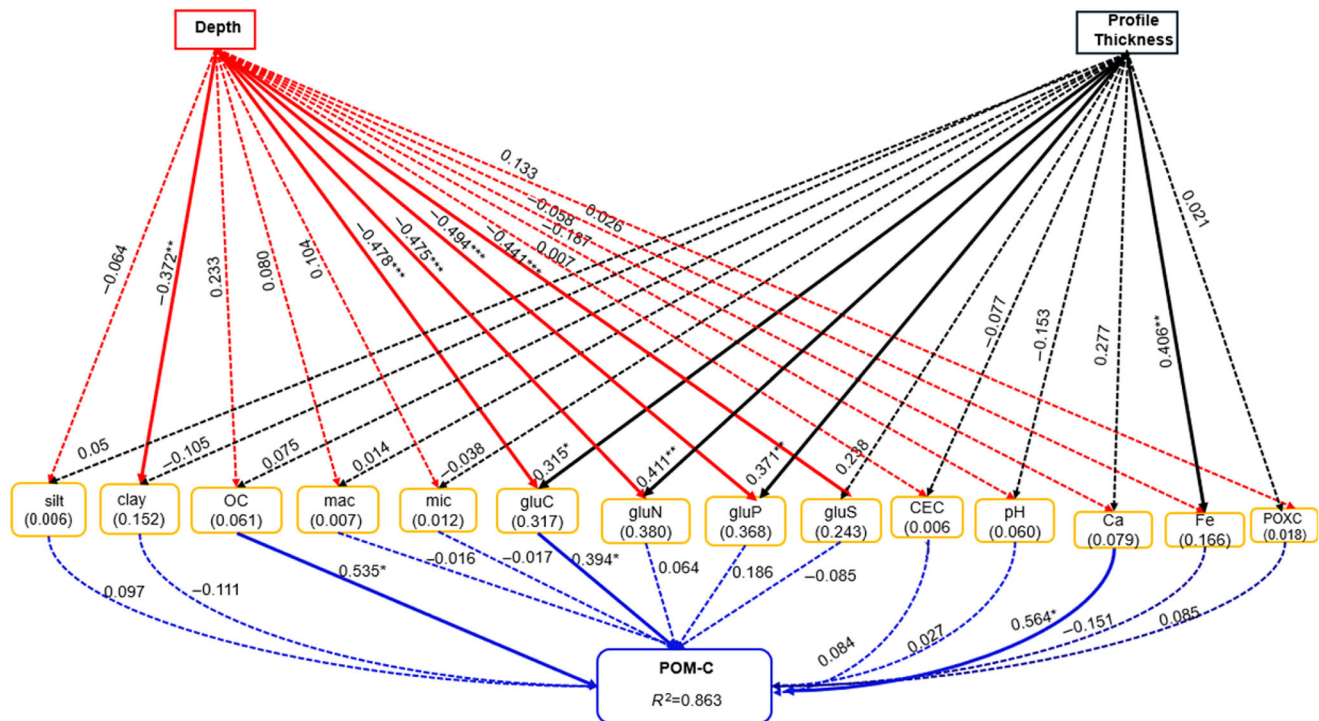 Depth
Profile
Thickness
0.133
0.026
−0.058
−0.187
0.007
0.021
−0.064
−0.372**
0.233
0.080
0.104
−0.478***
−0.475***
−0.494***
−0.441***
−0.077
−0.153
0.277
0.406**
0.05
−0.105
0.075
0.014
−0.038
0.315*
0.411**
0.371**
0.238
silt
(0.006)
clay
(0.152)
OC
(0.061)
mac
(0.007)
mic
(0.012)
gluC
(0.317)
gluN
(0.380)
gluP
(0.368)
gluS
(0.243)
CEC
(0.006
pH
(0.060)
Ca
(0.079)
Fe
(0.166)
POXC
(0.018)
0.097
−0.111
0.535*
−0.016
−0.017
0.394*
0.064
0.186
−0.085
0.084
0.027
0.564*
−0.151
0.085
POM-C
R²=0.863